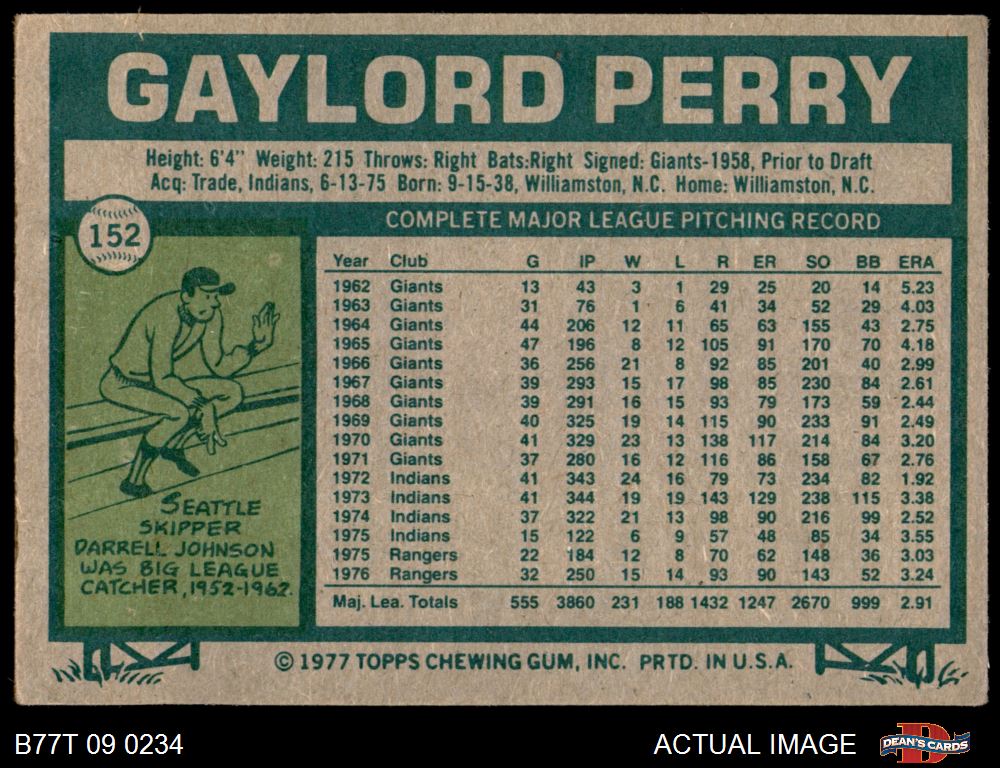 GAYLORD PERRY
Height: 6'4" Weight: 215 Throws: Right Bats:Right Signed: Giants-1958, Prior to Draft
Acq: Trade, Indians, 6-13-75 Born: 9-15-38, Williamston, N.C. Home: Williamston, N.C.
152
COMPLETE MAJOR LEAGUE PITCHING RECORD
Year Club G IP W L R ER SO BB ERA
1962 Giants 13 43 3 1 29 25 20 14 5.23
1963 Giants 31 76 1 6 41 34 52 29 4.03
1964 Giants 44 206 12 11 65 63 155 43 2.75
1965 Giants 47 196 8 12 105 91 170 70 4.18
1966 Giants 36 256 21 8 92 85 201 40 2.99
1967 Giants 39 293 15 17 98 85 230 84 2.61
1968 Giants 39 291 16 15 93 79 173 59 2.44
1969 Giants 40 325 19 14 115 90 233 91 2.49
1970 Giants 41 329 23 13 138 117 214 84 3.20
1971 Giants 37 280 16 12 116 86 158 67 2.76
1972 Indians 41 343 24 16 79 73 234 82 1.92
1973 Indians 41 344 19 19 143 129 238 115 3.38
1974 Indians 37 322 21 13 98 90 216 99 2.52
1975 Indians 15 122 6 9 57 48 85 34 3.55
1975 Rangers 22 184 12 8 70 62 148 36 3.03
1976 Rangers 32 250 15 14 93 90 143 52 3.24
Maj. Lea. Totals 555 3860 231 188 1432 1247 2670 999 2.91
SEATTLE
SKIPPER
DARRELL JOHNSON
WAS BIG LEAGUE
CATCHER, 1952-1962.
© 1977 TOPPS CHEWING GUM, INC. PRTD. IN U.S.A.
B77T 09 0234
ACTUAL IMAGE
DEAN'S CARDS